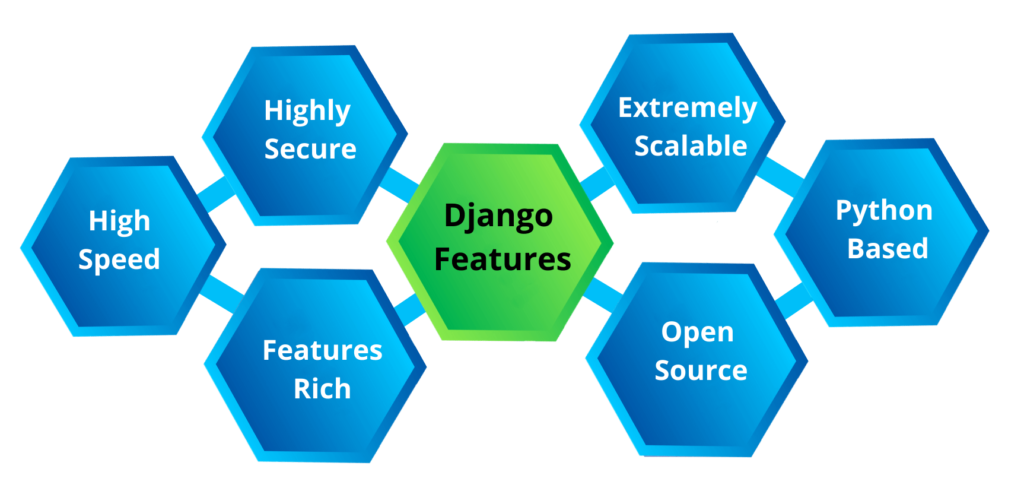 Highly
Secure
Extremely
Scalable
High
Speed
Django
Features
Python
Based
Features
Rich
Open
Source